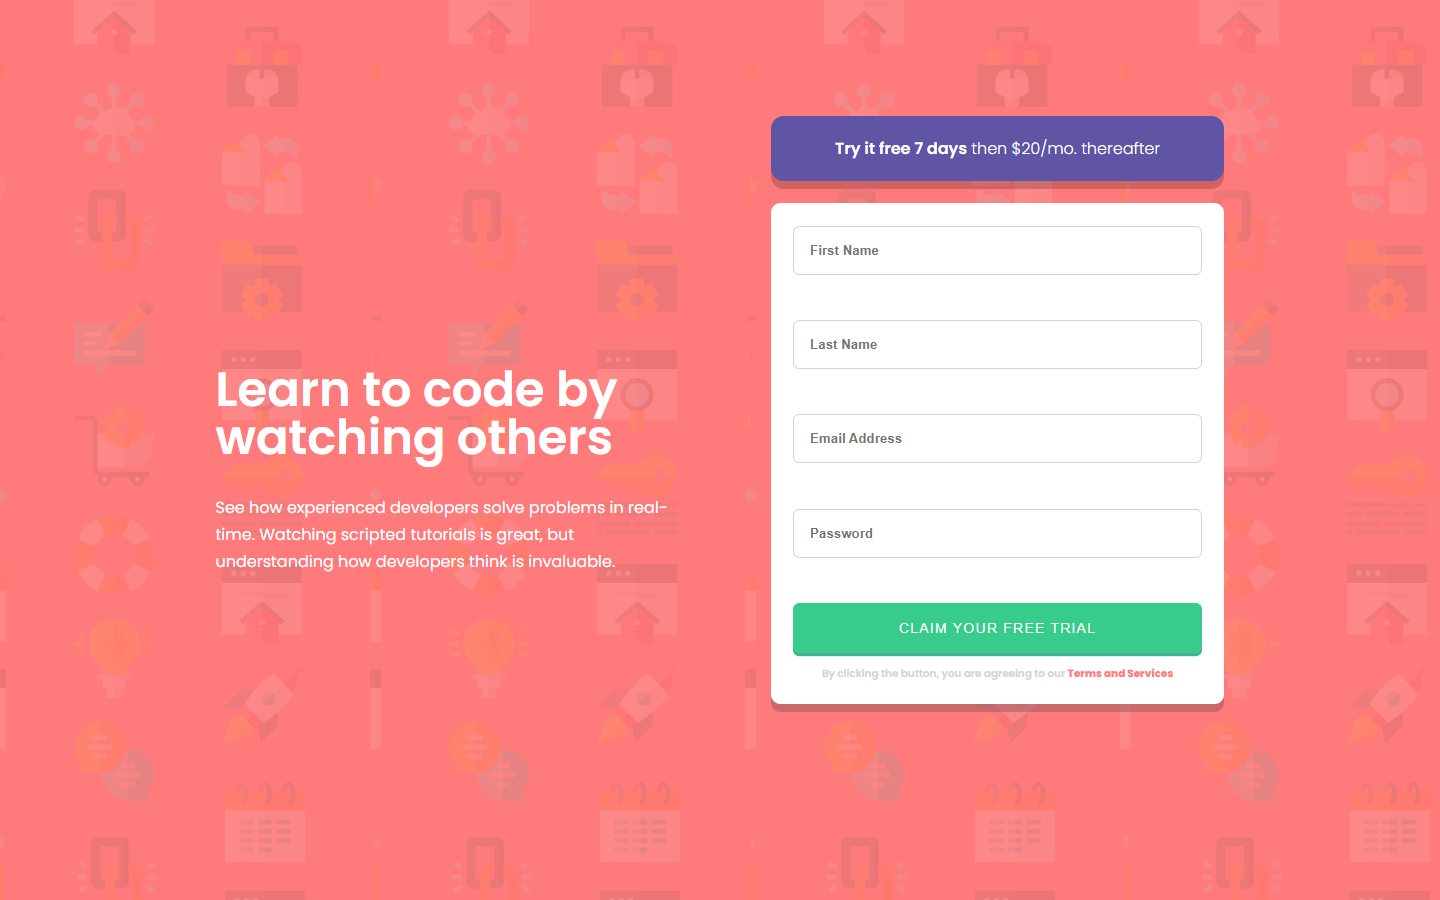 Learn to code by
watching others
See how experienced developers solve problems in real-
time. Watching scripted tutorials is great, but
understanding how developers think is invaluable.
Try it free 7 days then $20/mo. thereafter
First Name
Last Name
Email Address
Password
CLAIM YOUR FREE TRIAL
By clicking the button, you are agreeing to our Terms and Services